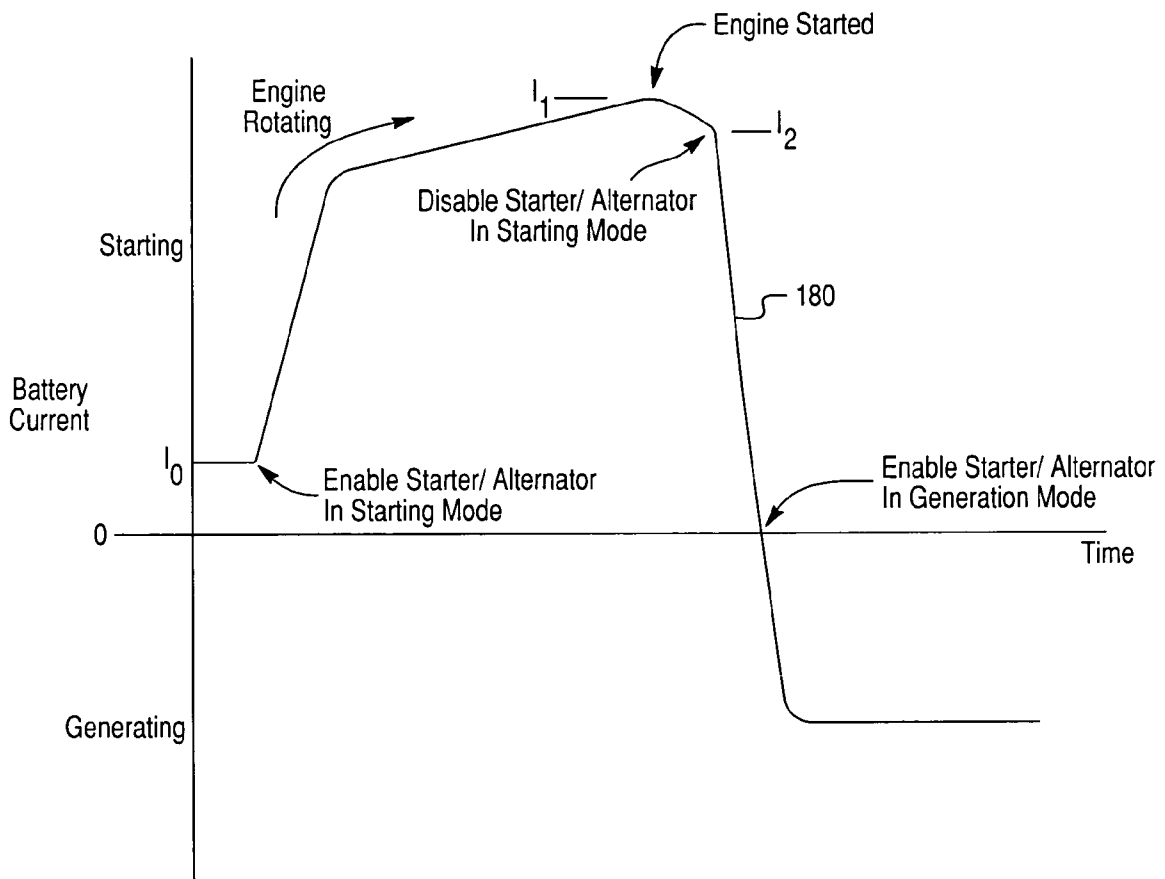 Engine Started
Engine
Rotating
I1
I2
Disable Starter/ Alternator
In Starting Mode
Starting
180
Battery
Current
I0
Enable Starter/ Alternator
In Starting Mode
Enable Starter/ Alternator
In Generation Mode
0
Time
Generating